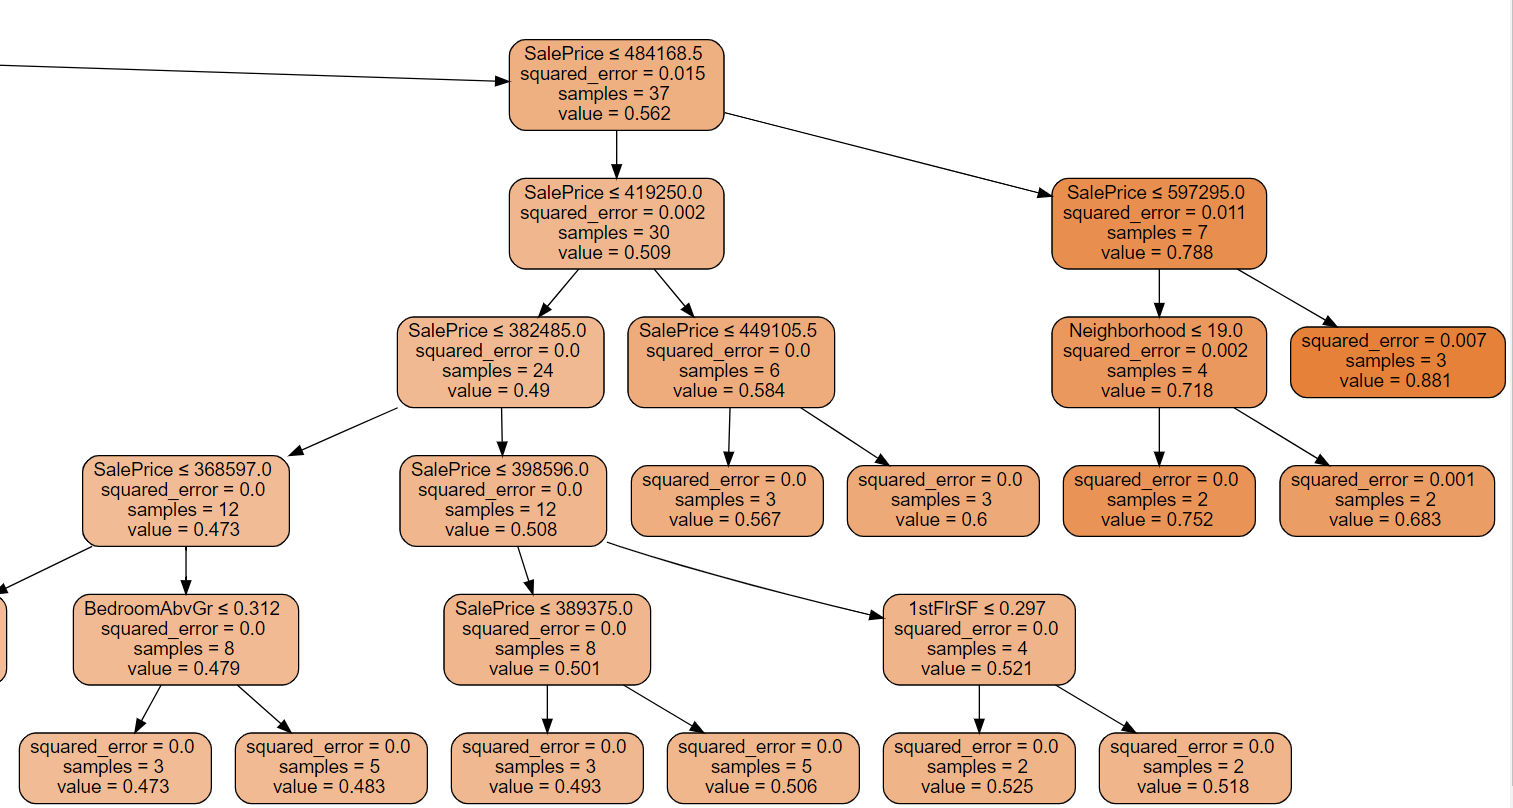 SalePrice ≤ 484168.5
squared_error = 0.015
samples = 37
value = 0.562
SalePrice ≤ 419250.0
squared_error = 0.002
samples = 30
value = 0.509
SalePrice ≤ 597295.0
squared_error = 0.011
samples = 7
value = 0.788
SalePrice ≤ 382485.0
squared_error = 0.0
samples = 24
value = 0.49
SalePrice ≤ 449105.5
squared_error = 0.0
samples = 6
value = 0.584
Neighborhood ≤ 19.0
squared_error = 0.002
samples = 4
value = 0.718
squared_error = 0.007
samples = 3
value = 0.881
SalePrice ≤ 368597.0
squared_error = 0.0
samples = 12
value = 0.473
SalePrice ≤ 398596.0
squared_error = 0.0
samples = 12
value = 0.508
squared_error = 0.0
samples = 3
value = 0.567
squared_error = 0.0
samples = 3
value = 0.6
squared_error = 0.0
samples = 2
value = 0.752
squared_error = 0.001
samples = 2
value = 0.683
BedroomAbvGr ≤ 0.312
squared_error = 0.0
samples = 8
value = 0.479
SalePrice ≤ 389375.0
squared_error = 0.0
samples = 8
value = 0.501
1stFlrSF ≤ 0.297
squared_error = 0.0
samples = 4
value = 0.521
squared_error = 0.0
samples = 3
value = 0.473
squared_error = 0.0
samples = 5
value = 0.483
squared_error = 0.0
samples = 3
value = 0.493
squared_error = 0.0
samples = 5
value = 0.506
squared_error = 0.0
samples = 2
value = 0.525
squared_error = 0.0
samples = 2
value = 0.518